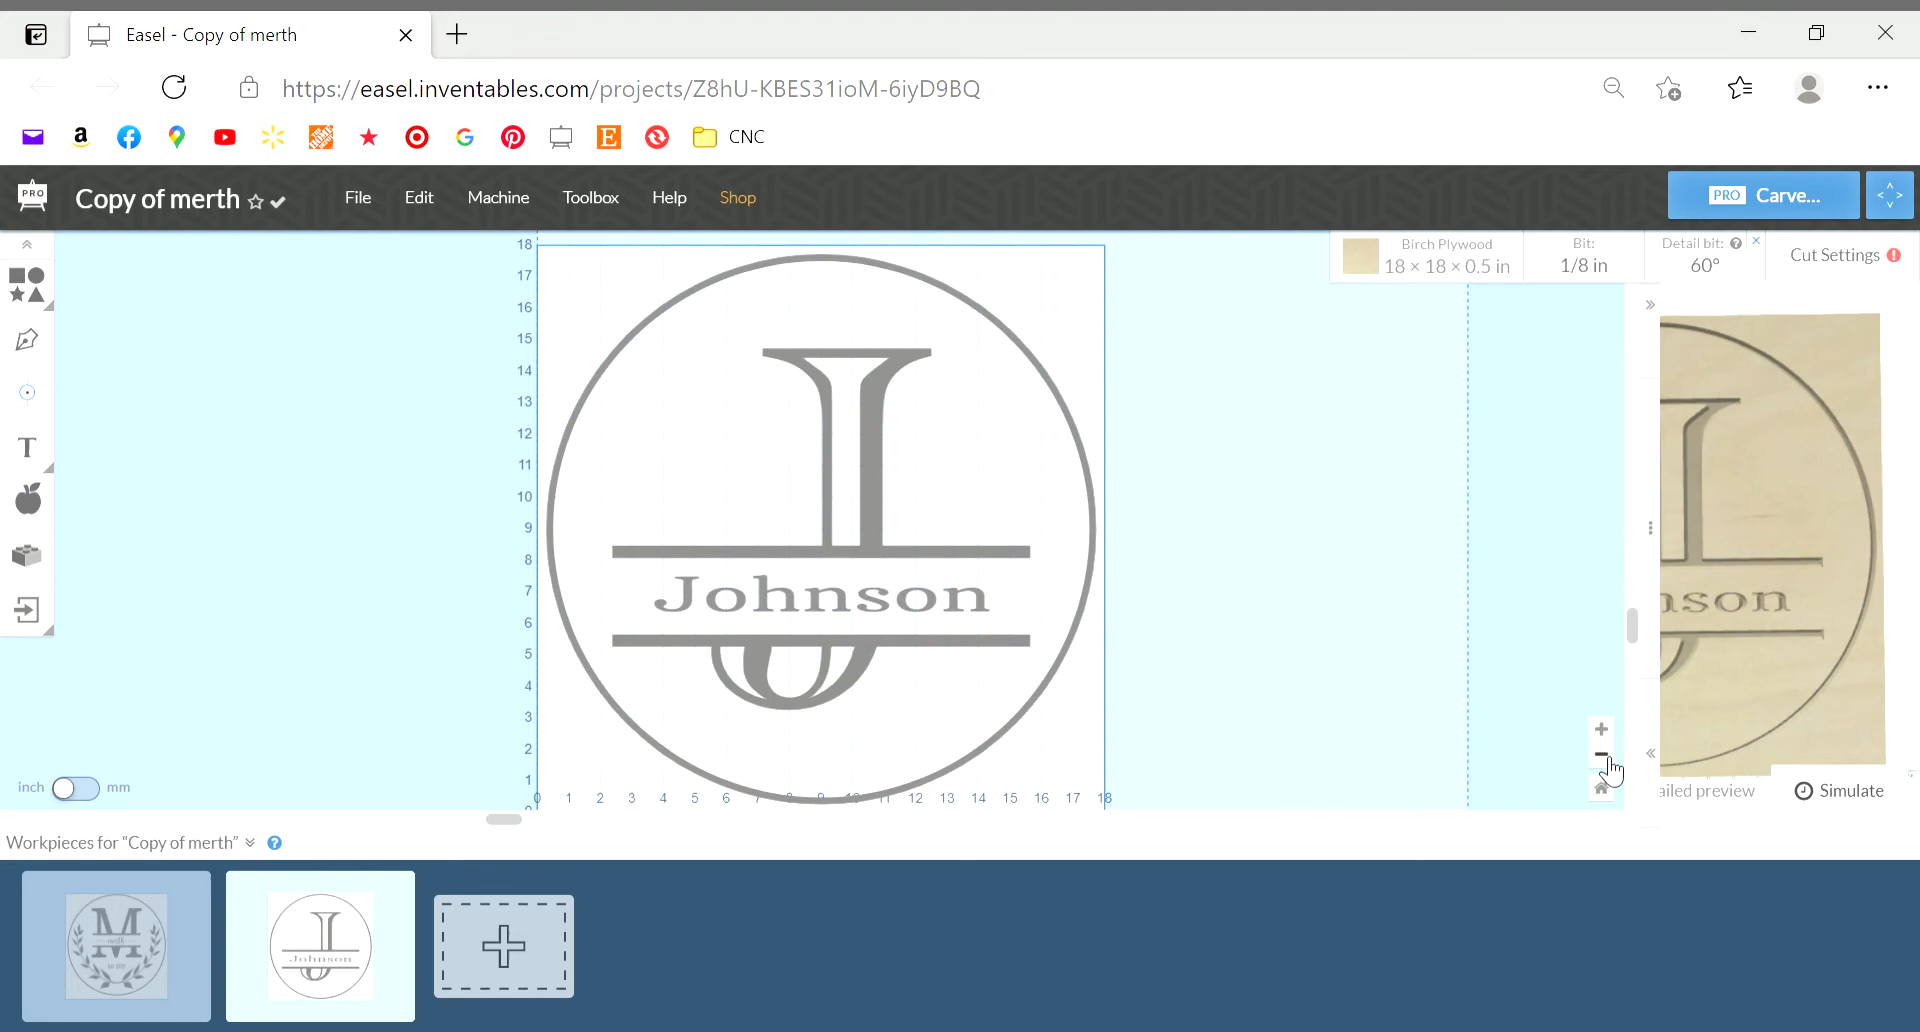 Easel - Copy of merth
https://easel.inventables.com/projects/Z8hU-KBES31ioM-6iyD9BQ
a
G
E
CNC
PRO
Copy of merth
File Edit Machine Toolbox Help Shop
PRO Carve...
Birch Plywood
18 × 18 × 0.5 in
Bit:
1/8 in
Detail bit:
60°
Cut Settings
18
17
16
15
14
13
12
11
10
9
8
7
6
5
4
3
2
1
0
T
J
Johnson
nson
0 1 2 3 4 5 6 7 8 9 10 11 12 13 14 15 16 17 18
inch mm
ailed preview
Simulate
Workpieces for “Copy of merth”
M
J
Johnson